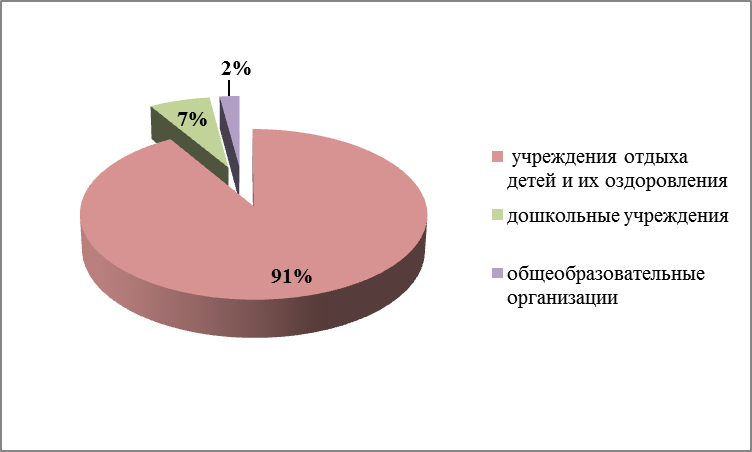 2%
7%
91%
учреждения отдыха
детей и их оздоровления
дошкольные учреждения
общеобразовательные
организации